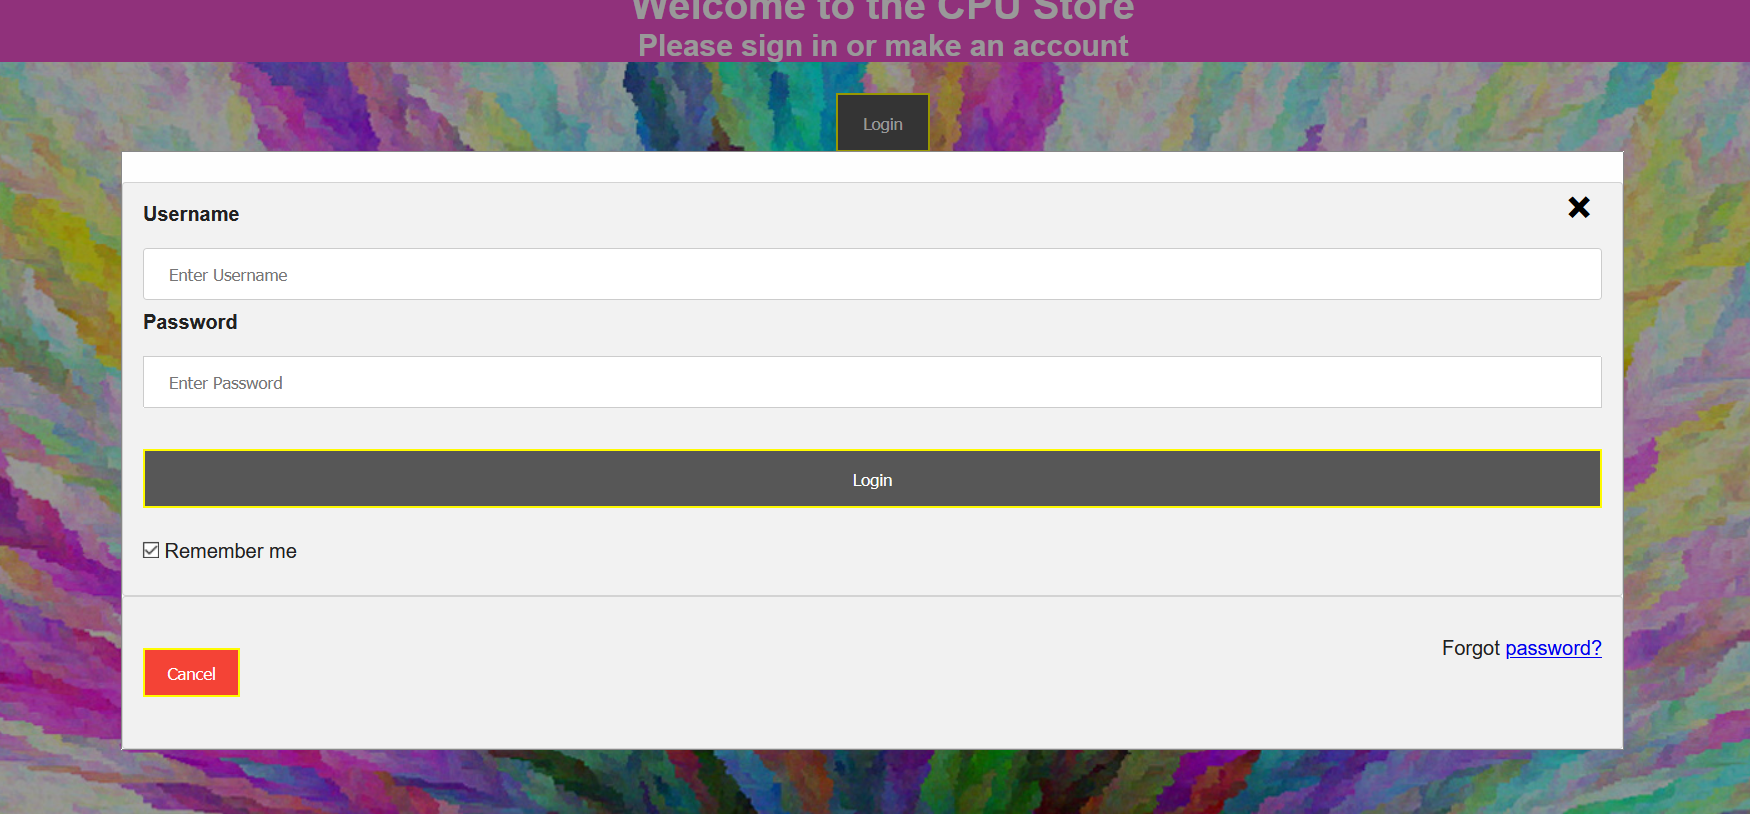 Welcome to the CPU Store
Please sign in or make an account
Login
Username
Enter Username
Password
Enter Password
Login
Remember me
Forgot password?
Cancel